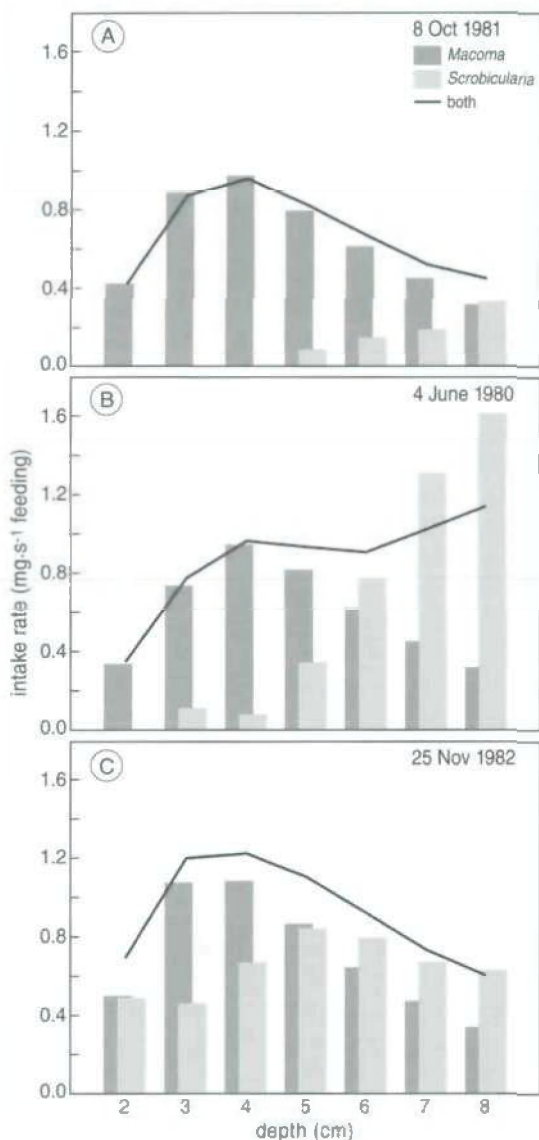 A
8 Oct 1981
Macoma
Scrobicularia
both
1.6
1.2
0.8
0.4
0.0
B
4 June 1980
1.6
1.2
0.8
0.4
0.0
intake rate (mg·s⁻¹ feeding)
C
25 Nov 1982
1.6
1.2
0.8
0.4
0.0
2 3 4 5 6 7 8
depth (cm)